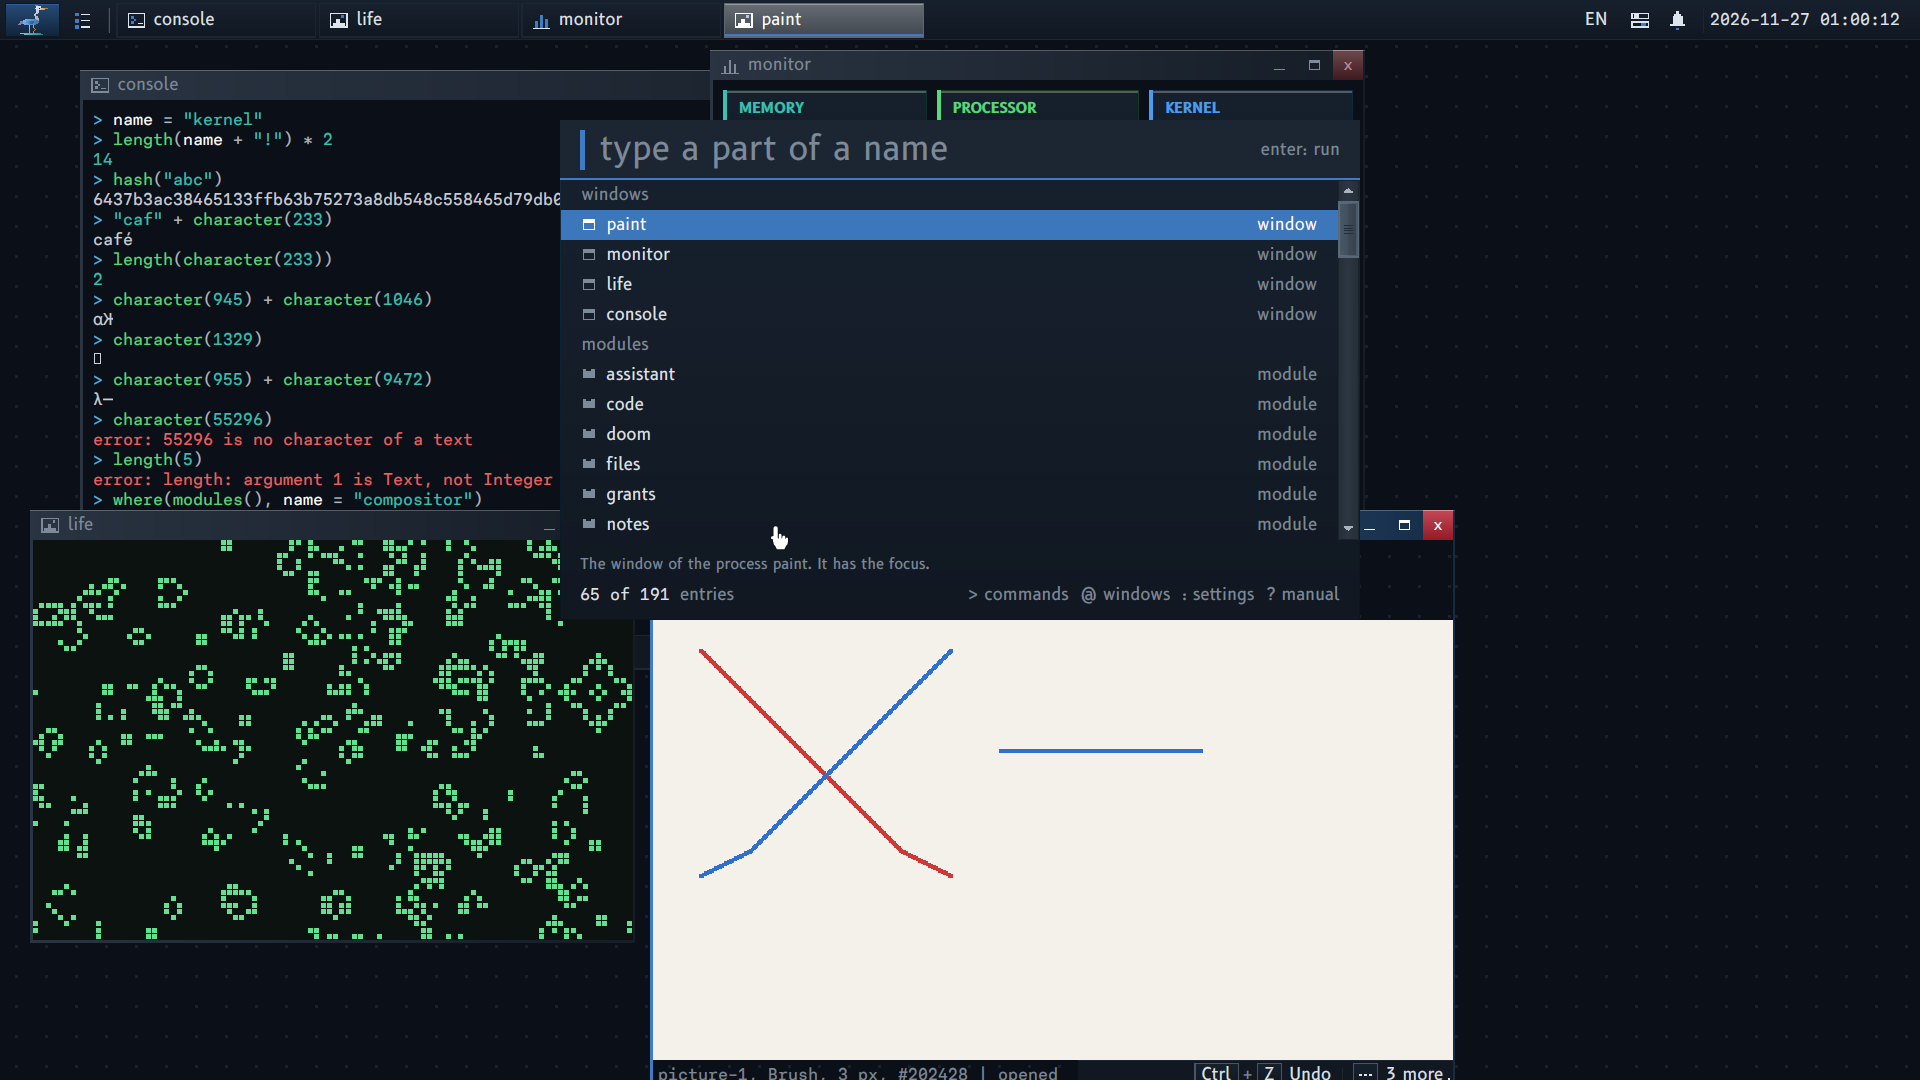 console
life
monitor
paint
EN
2026-11-27 01:00:12
monitor
x
MEMORY
PROCESSOR
KERNEL
console
> name = "kernel"
> length(name + "!") * 2
14
> hash("abc")
6437b3ac38465133ffb63b75273a8db548c558465d79db0
> "caf" + character(233)
café
> length(character(233))
2
> character(945) + character(1046)
αЖ
> character(1329)
> character(955) + character(9472)
λ─
> character(55296)
error: 55296 is no character of a text
> length(5)
error: length: argument 1 is Text, not Integer
> where(modules(), name = "compositor")
type a part of a name
enter: run
windows
paint window
monitor window
life window
console window
modules
assistant module
code module
doom module
files module
grants module
notes module
The window of the process paint. It has the focus.
65 of 191 entries
> commands @ windows : settings ? manual
life
x
picture-1, Brush, 3 px, #202428 | opened
Ctrl + Z Undo
... 3 more.